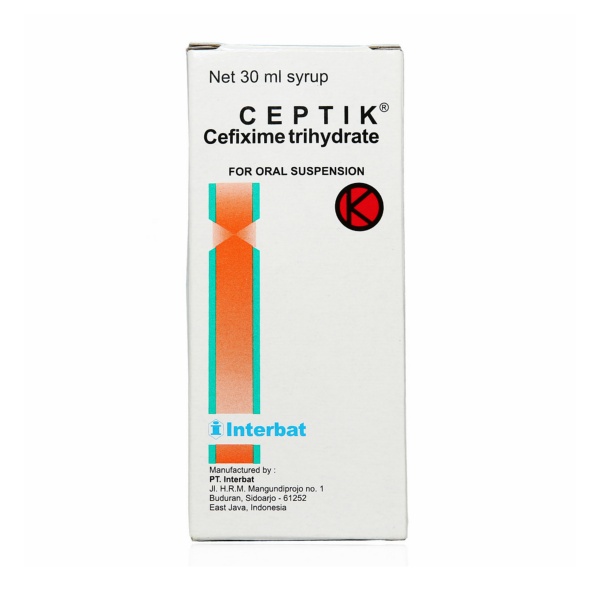 Net 30 ml syrup
CEPTIK®
Cefixime trihydrate
FOR ORAL SUSPENSION
K
i Interbat
Manufactured by :
PT. Interbat
Jl. H.R.M. Mangundiprojo no. 1
Buduran, Sidoarjo - 61252
East Java, Indonesia